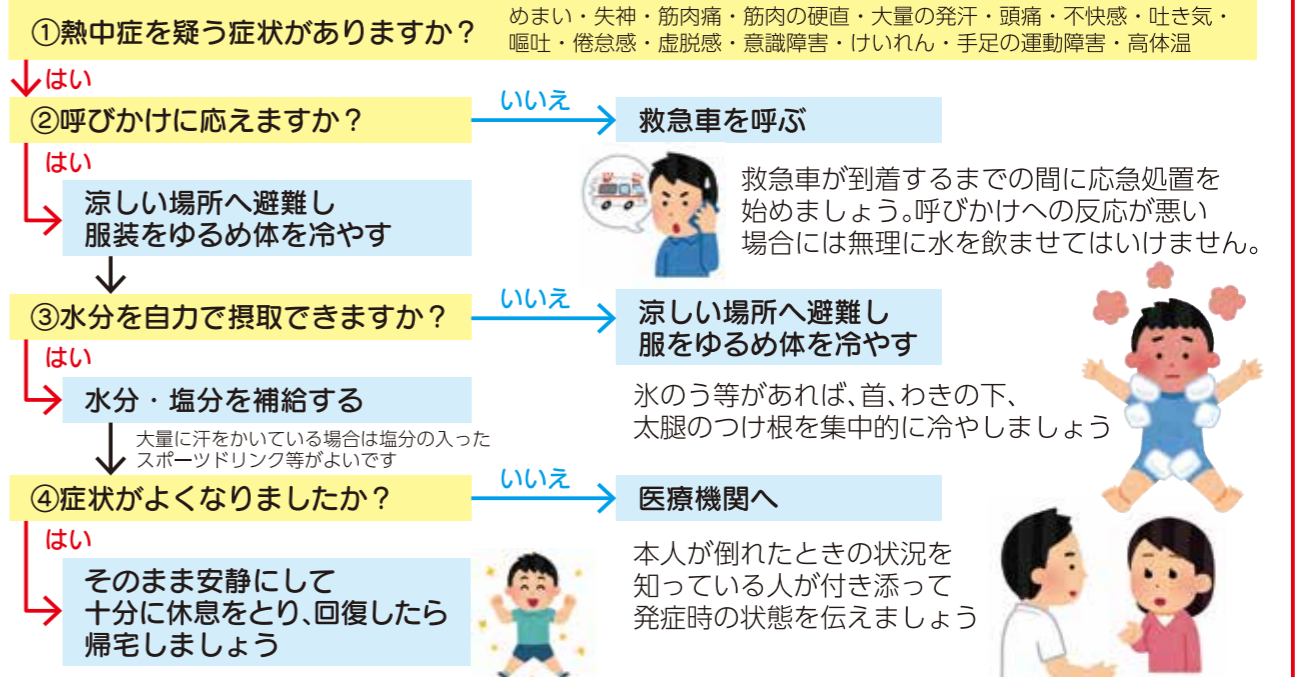 ①熱中症を疑う症状がありますか？
めまい・失神・筋肉痛・筋肉の硬直・大量の発汗・頭痛・不快感・吐き気・
嘔吐・倦怠感・虚脱感・意識障害・けいれん・手足の運動障害・高体温
はい
②呼びかけに応えますか？
いいえ
救急車を呼ぶ
救急車が到着するまでの間に応急処置を
始めましょう。呼びかけへの反応が悪い
場合には無理に水を飲ませてはいけません。
はい
涼しい場所へ避難し
服装をゆるめ体を冷やす
③水分を自力で摂取できますか？
いいえ
涼しい場所へ避難し
服をゆるめ体を冷やす
氷のう等があれば、首、わきの下、
太腿のつけ根を集中的に冷やしましょう
はい
水分・塩分を補給する
大量に汗をかいている場合は塩分の入った
スポーツドリンク等がよいです
④症状がよくなりましたか？
いいえ
医療機関へ
本人が倒れたときの状況を
知っている人が付き添って
発症時の状態を伝えましょう
はい
そのまま安静にして
十分に休息をとり、回復したら
帰宅しましょう